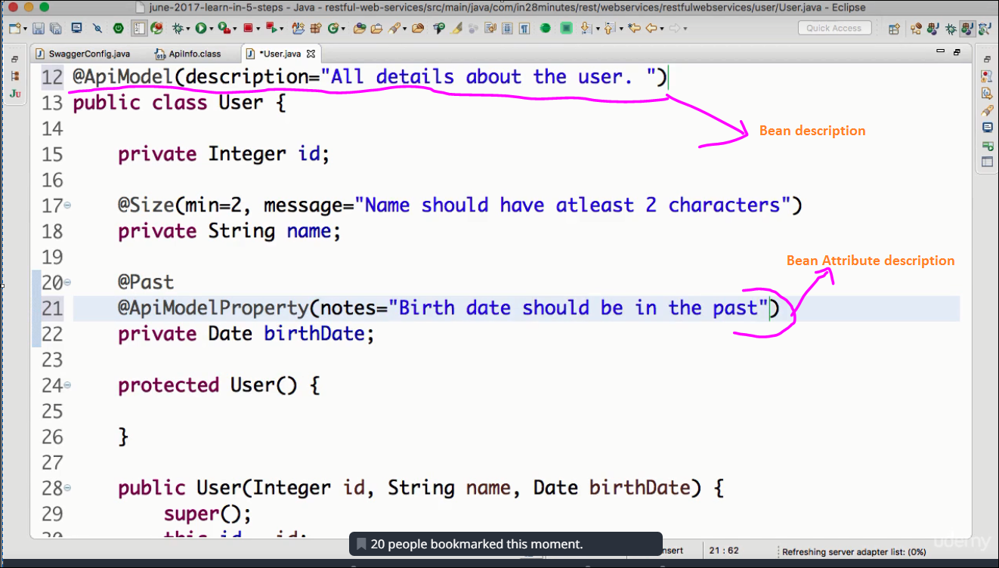 june-2017-learn-in-5-steps - Java - restful-web-services/src/main/java/com/in28minutes/rest/webservices/restfulwebservices/user/User.java - Eclipse
Quick Access
SwaggerConfig.java ApiInfo.class *User.java
12 @ApiModel(description="All details about the user. ")
13 public class User {
Bean description
14
15 private Integer id;
16
17 @Size(min=2, message="Name should have atleast 2 characters")
18 private String name;
19
Bean Attribute description
20 @Past
21 @ApiModelProperty(notes="Birth date should be in the past")
22 private Date birthDate;
23
24 protected User() {
25
26 }
27
28 public User(Integer id, String name, Date birthDate) {
29 super();
30 this.id = id;
20 people bookmarked this moment.
nsert 21 : 62 Refreshing server adapter list: (0%)
udemy